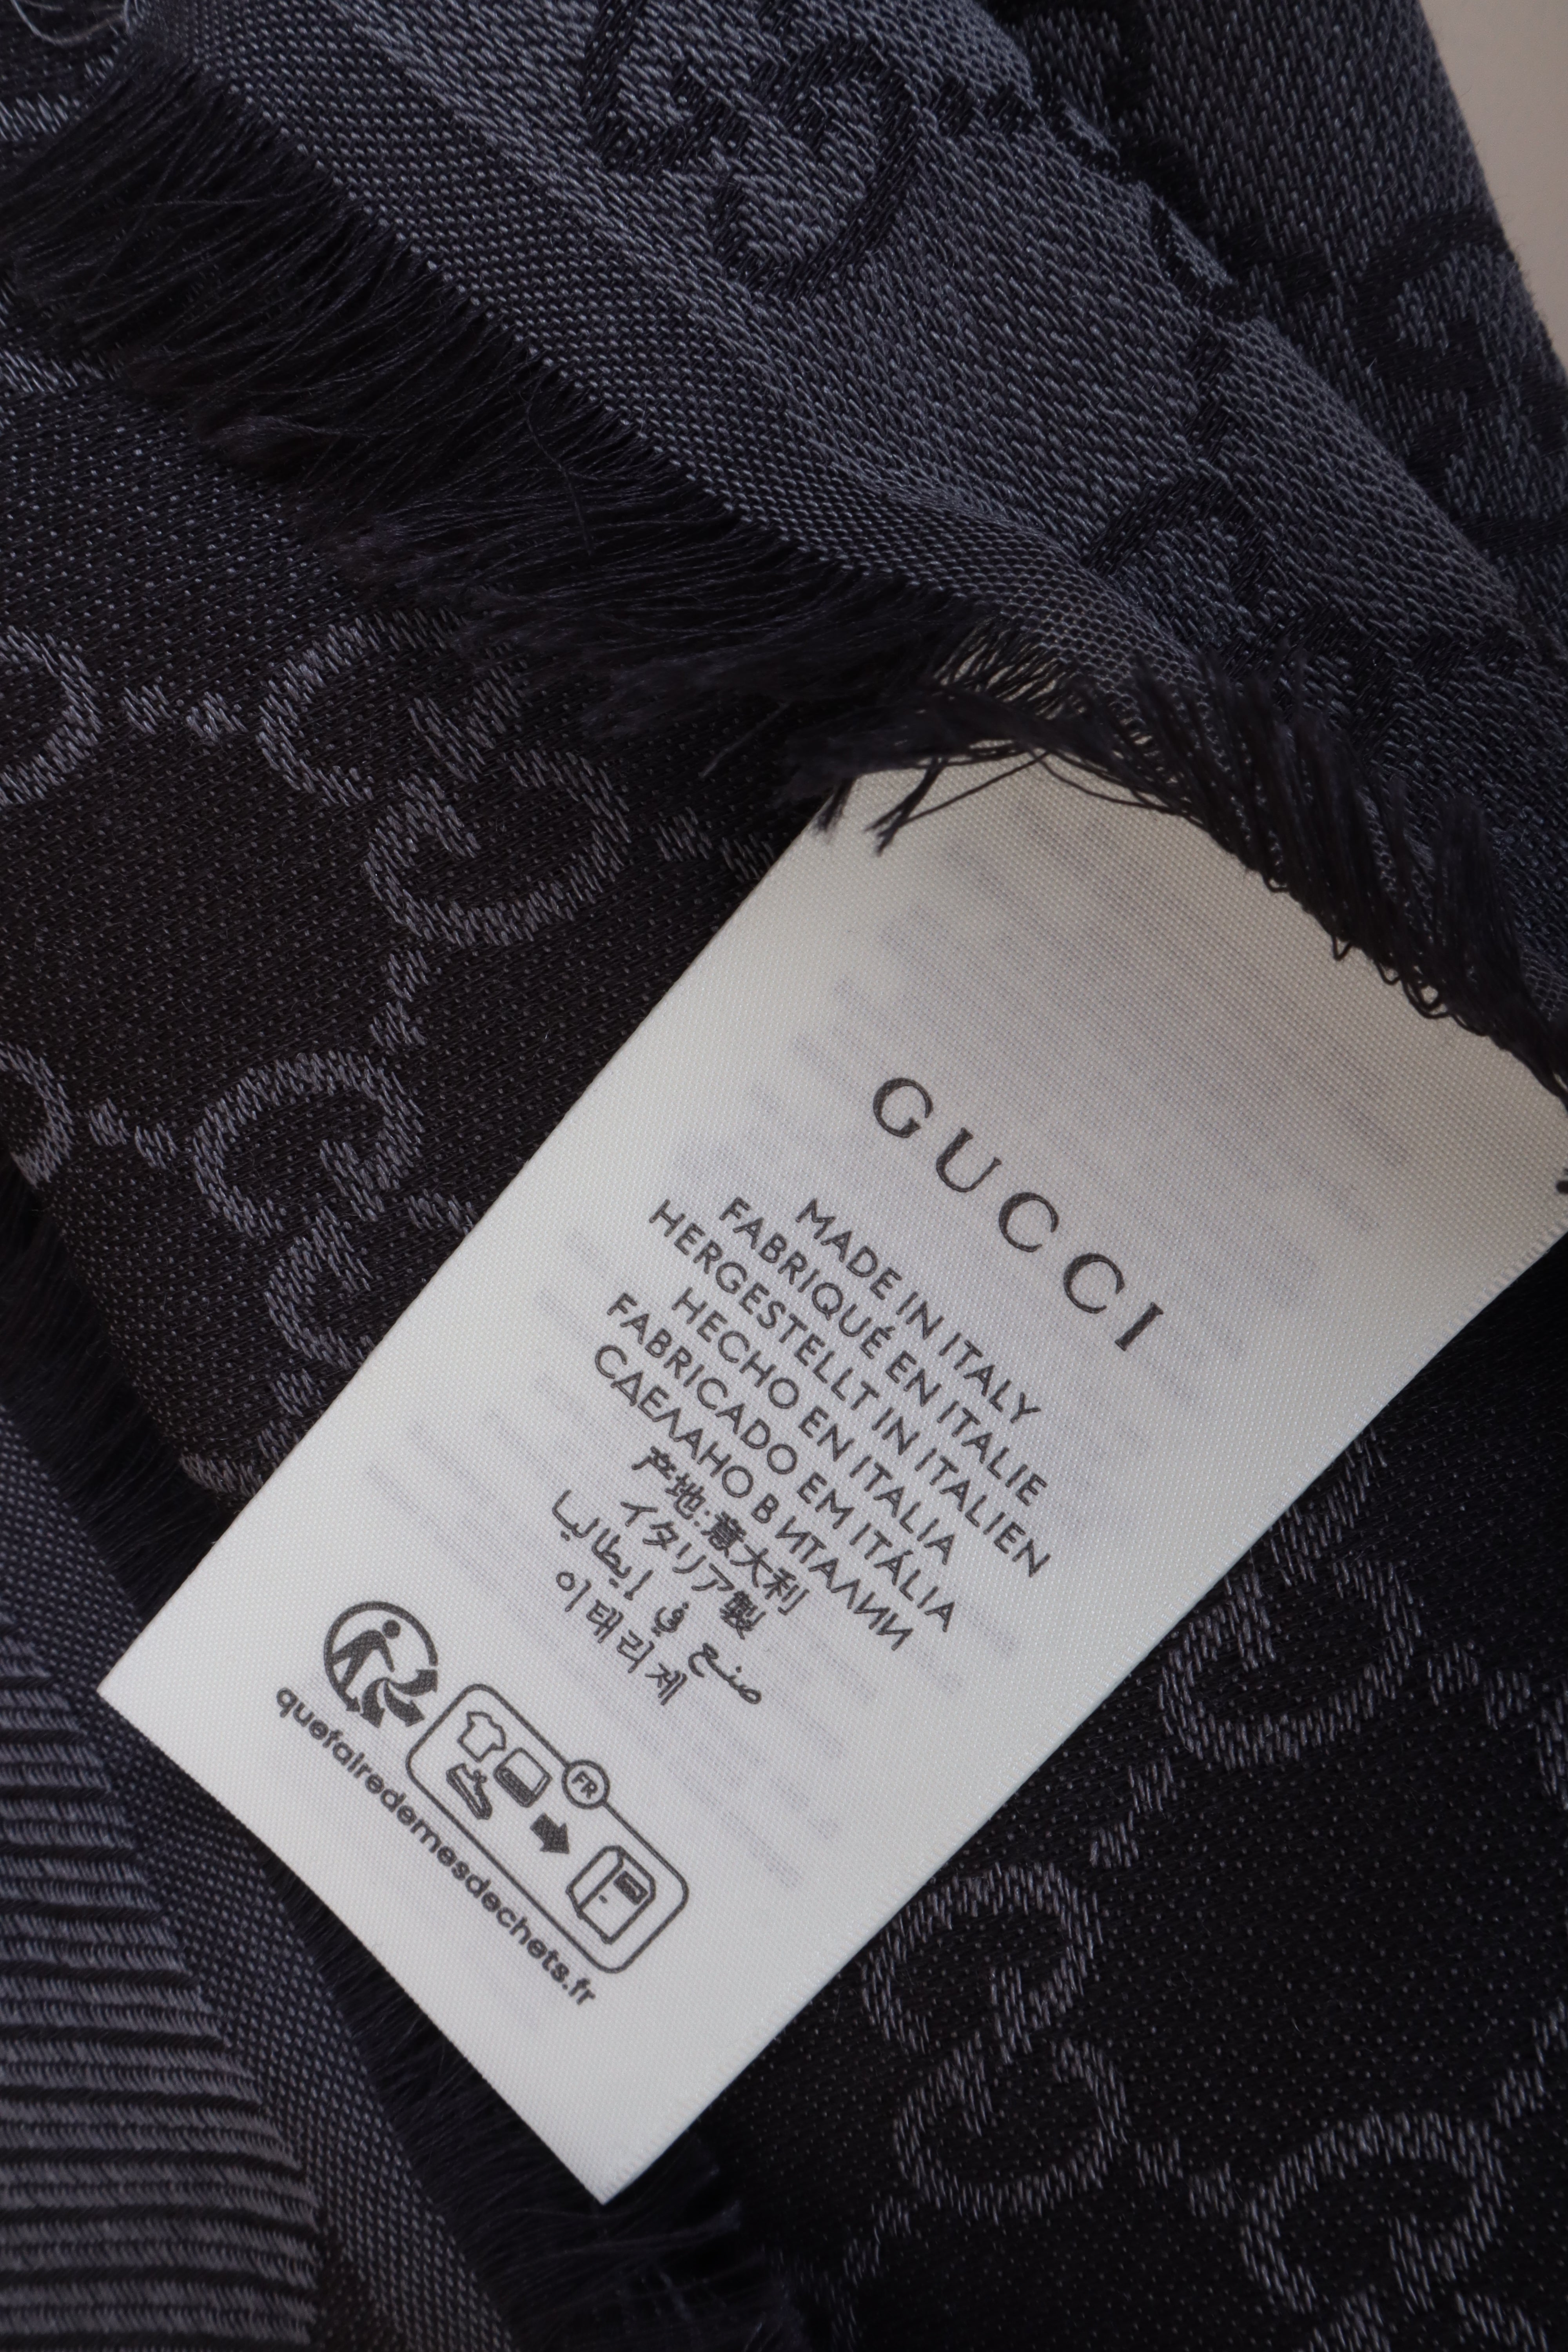 GUCCI
MADE IN ITALY
FABRIQUÉ EN ITALIE
HERGESTELLT IN ITALIEN
HECHO EN ITALIA
FABRICADO EM ITÁLIA
СДЕЛАНО В ИТАЛИИ
产地:意大利
イタリア製
صنع في إيطاليا
이태리제
FR
quefairedemesdechets.fr